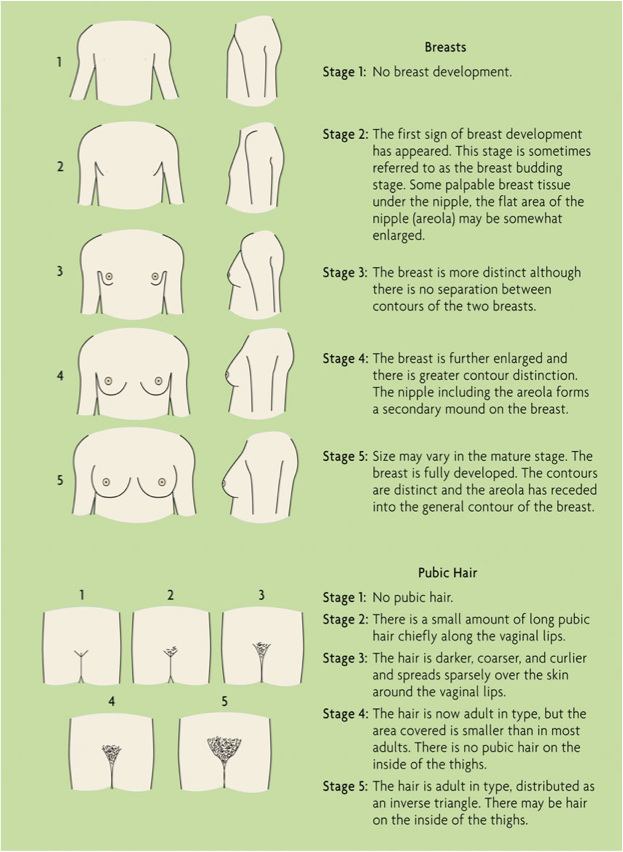 Breasts
1
Stage 1: No breast development.
2
Stage 2: The first sign of breast development
has appeared. This stage is sometimes
referred to as the breast budding
stage. Some palpable breast tissue
under the nipple, the flat area of the
nipple (areola) may be somewhat
enlarged.
3
Stage 3: The breast is more distinct although
there is no separation between
contours of the two breasts.
4
Stage 4: The breast is further enlarged and
there is greater contour distinction.
The nipple including the areola forms
a secondary mound on the breast.
5
Stage 5: Size may vary in the mature stage. The
breast is fully developed. The contours
are distinct and the areola has receded
into the general contour of the breast.
Pubic Hair
1 2 3
4 5
Stage 1: No pubic hair.
Stage 2: There is a small amount of long pubic
hair chiefly along the vaginal lips.
Stage 3: The hair is darker, coarser, and curlier
and spreads sparsely over the skin
around the vaginal lips.
Stage 4: The hair is now adult in type, but the
area covered is smaller than in most
adults. There is no pubic hair on the
inside of the thighs.
Stage 5: The hair is adult in type, distributed as
an inverse triangle. There may be hair
on the inside of the thighs.